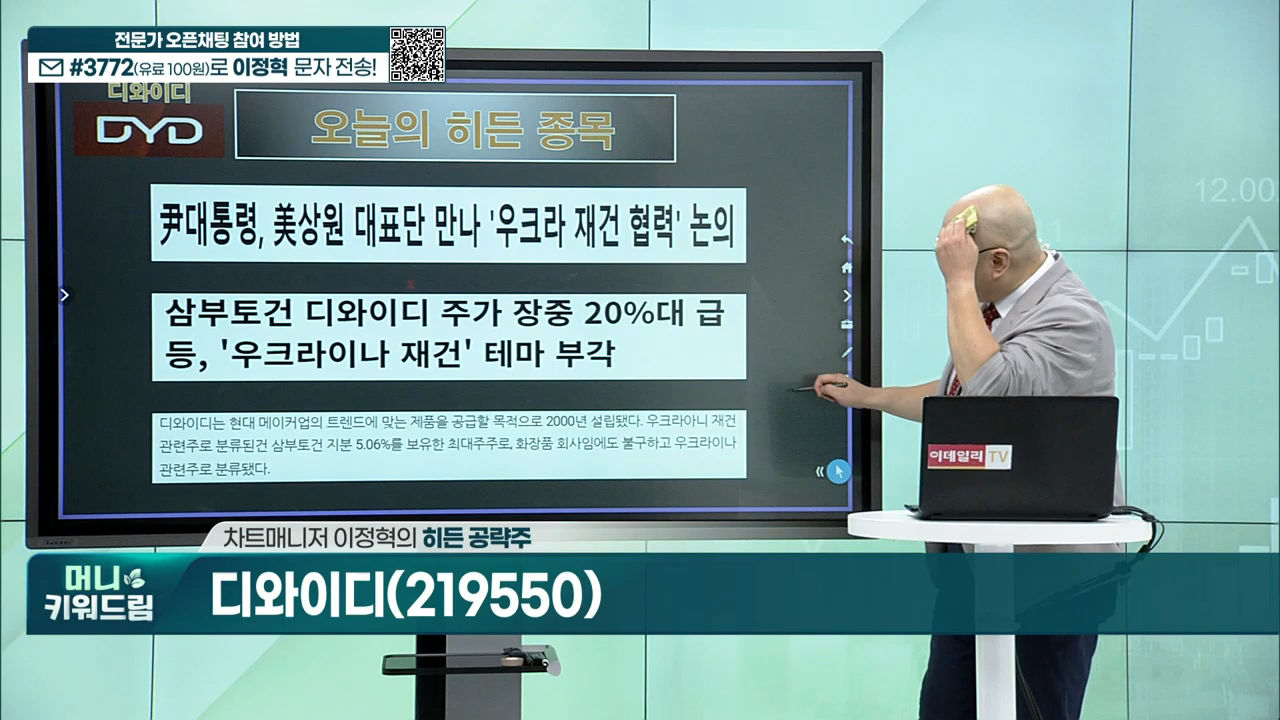 전문가 오픈채팅 참여 방법
#3772(유료 100원)로 이정혁 문자 전송!
디와이디
DYD
오늘의 히든 종목
尹대통령, 美상원 대표단 만나 '우크라 재건 협력' 논의
삼부토건 디와이디 주가 장중 20%대 급
등, '우크라이나 재건' 테마 부각
디와이디는 현대 메이커업의 트렌드에 맞는 제품을 공급할 목적으로 2000년 설립됐다. 우크라아니 재건
관련주로 분류된건 삼부토건 지분 5.06%를 보유한 최대주주로, 화장품 회사임에도 불구하고 우크라이나
관련주로 분류됐다.
12.00
이데일리 TV
차트매니저 이정혁의 히든 공략주
머니
키워드림
디와이디(219550)